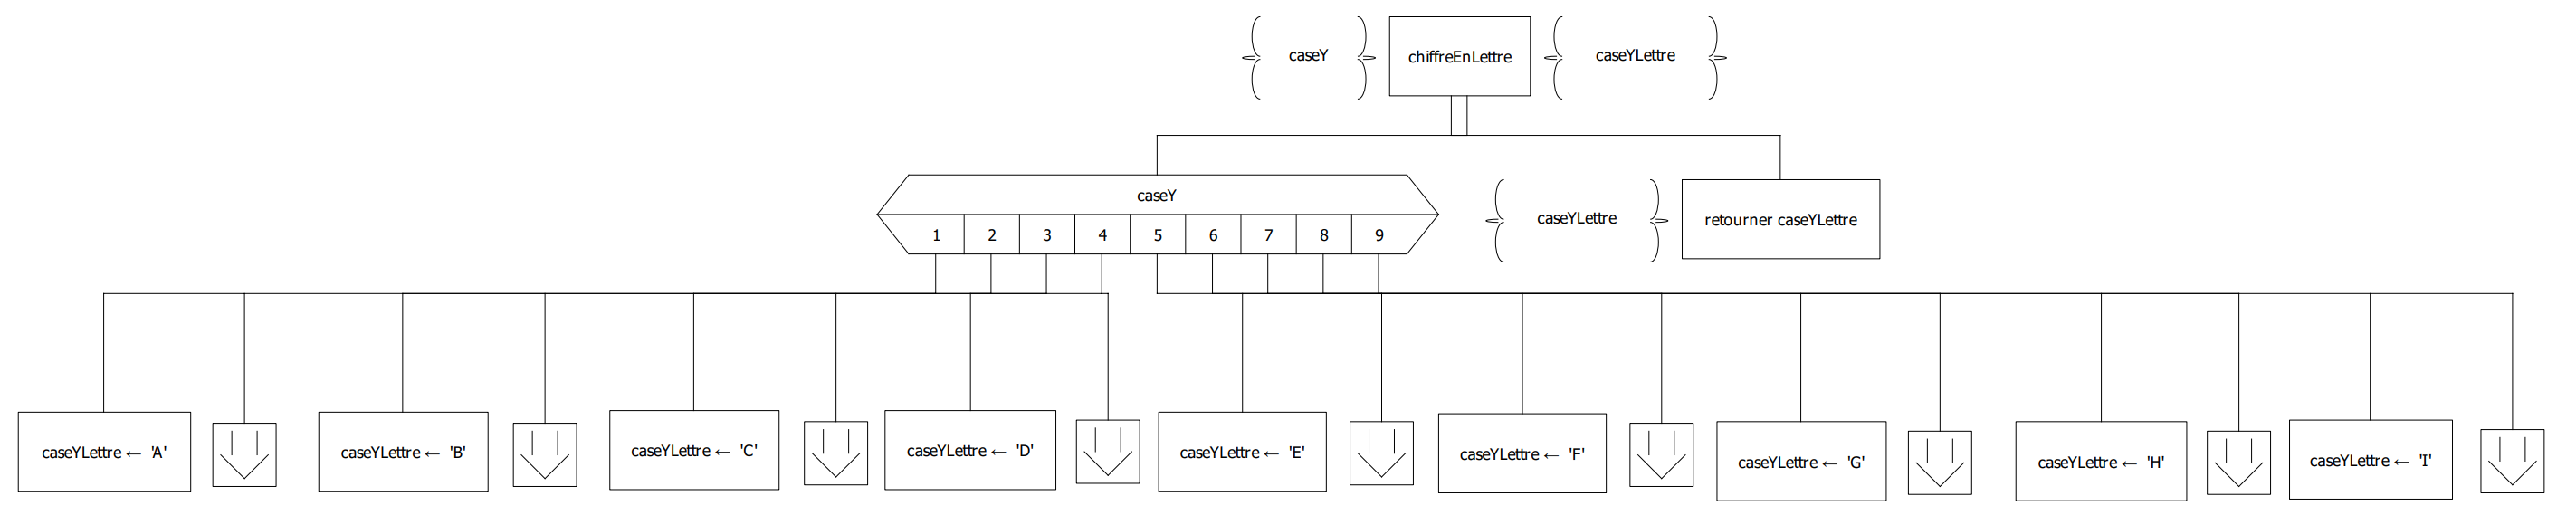 caseY
chiffreEnLettre
caseYLettre
caseY
1 2 3 4 5 6 7 8 9
caseYLettre
retourner caseYLettre
caseYLettre ← 'A'
caseYLettre ← 'B'
caseYLettre ← 'C'
caseYLettre ← 'D'
caseYLettre ← 'E'
caseYLettre ← 'F'
caseYLettre ← 'G'
caseYLettre ← 'H'
caseYLettre ← 'I'